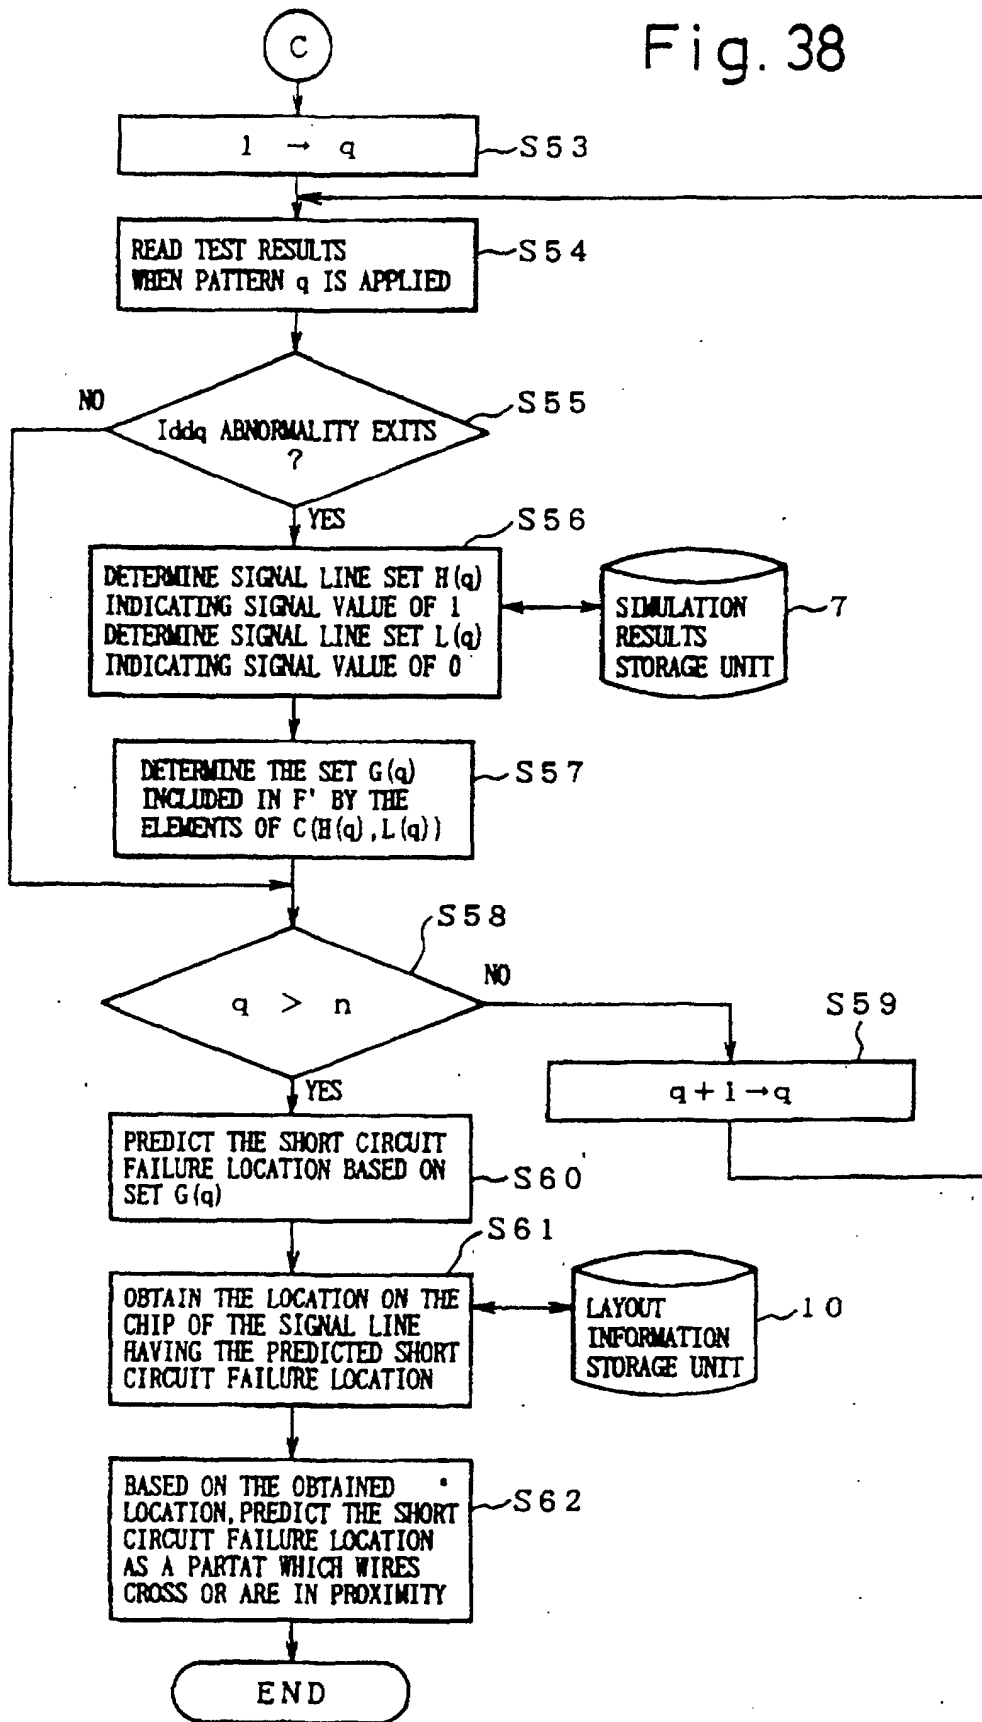 Fig. 38
C
1 → q
S53
READ TEST RESULTS
WHEN PATTERN q IS APPLIED
S54
NO
Iddq ABNORMALITY EXITS
?
S55
YES
S56
DETERMINE SIGNAL LINE SET H(q)
INDICATING SIGNAL VALUE OF 1
DETERMINE SIGNAL LINE SET L(q)
INDICATING SIGNAL VALUE OF 0
SIMULATION
RESULTS
STORAGE UNIT
7
DETERMINE THE SET G(q)
INCLUDED IN F' BY THE
ELEMENTS OF C(H(q),L(q))
S57
S58
q > n
NO
S59
q+1→q
YES
PREDICT THE SHORT CIRCUIT
FAILURE LOCATION BASED ON
SET G(q)
S60
S61
OBTAIN THE LOCATION ON THE
CHIP OF THE SIGNAL LINE
HAVING THE PREDICTED SHORT
CIRCUIT FAILURE LOCATION
LAYOUT
INFORMATION
STORAGE UNIT
10
BASED ON THE OBTAINED
LOCATION, PREDICT THE SHORT
CIRCUIT FAILURE LOCATION
AS A PARTAT WHICH WIRES
CROSS OR ARE IN PROXIMITY
S62
END